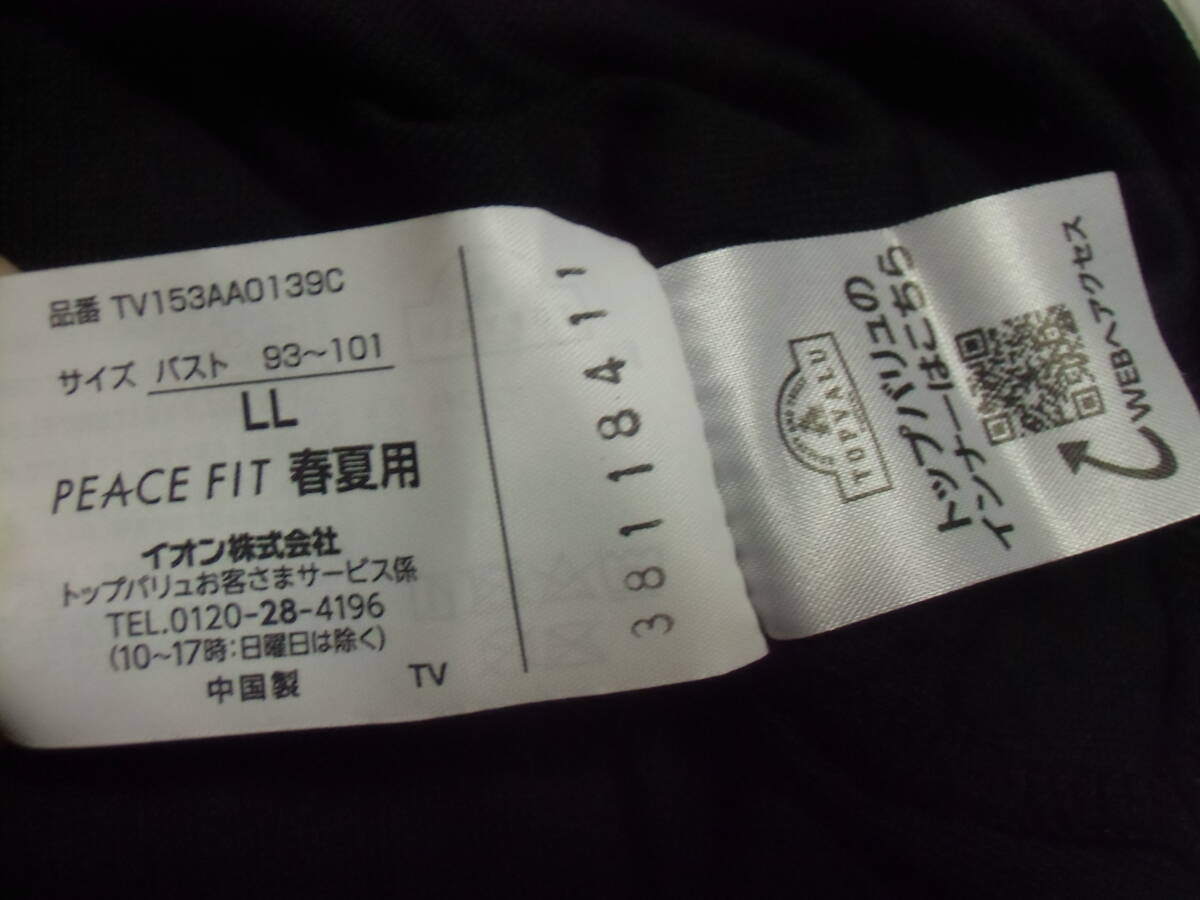 品番 TV153AA0139C
サイズ バスト 93～101
LL
PEACE FIT 春夏用
イオン株式会社
トップバリュお客さまサービス係
TEL.0120-28-4196
(10～17時:日曜日は除く)
中国製 TV
38118411
TOPVALU
トップバリュの
インナーはこちら
WEBへアクセス